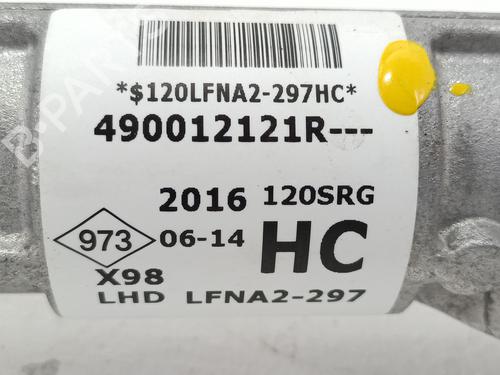 *$120LFNA2-297HC*
490012121R---
2016 120SRG
973 06-14 HC
X98
LHD LFNA2-297